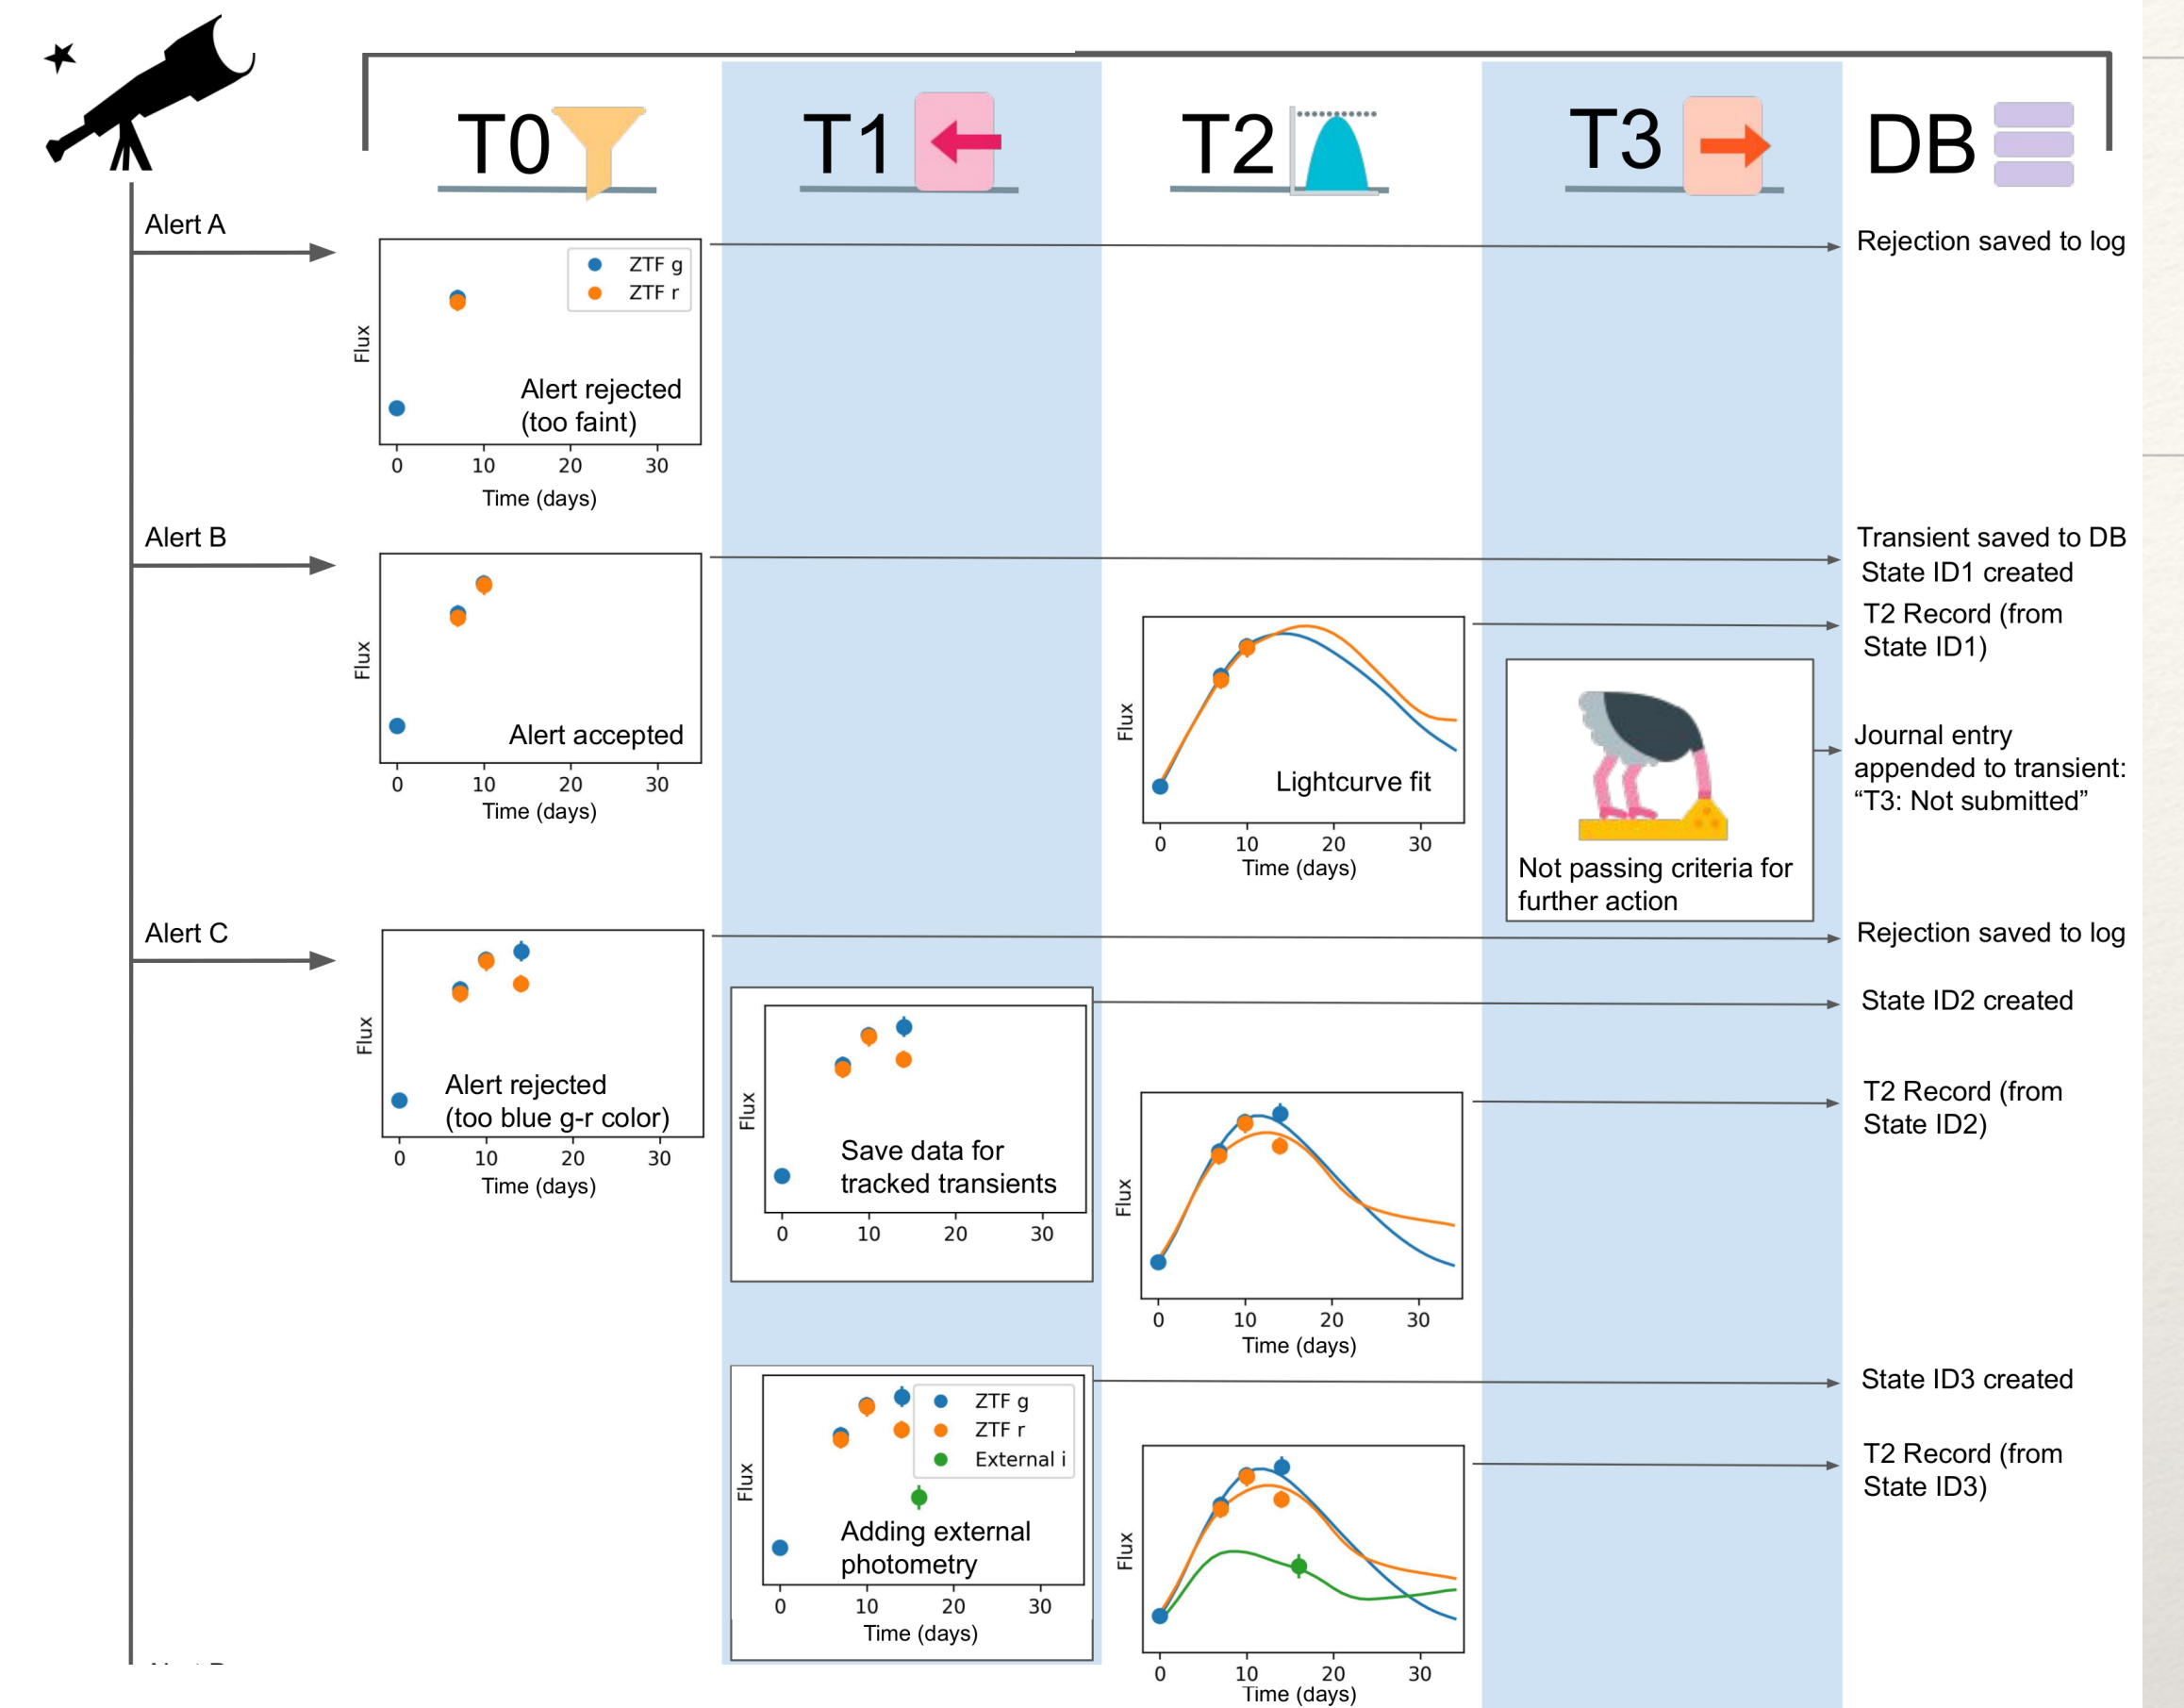 T0
T1
T2
T3
DB
Alert A
ZTF g
ZTF r
Flux
Alert rejected
(too faint)
0 10 20 30
Time (days)
Rejection saved to log
Alert B
Flux
Alert accepted
0 10 20 30
Time (days)
Flux
Lightcurve fit
0 10 20 30
Time (days)
Not passing criteria for
further action
Transient saved to DB
State ID1 created
T2 Record (from
State ID1)
Journal entry
appended to transient:
“T3: Not submitted”
Alert C
Flux
Alert rejected
(too blue g-r color)
0 10 20 30
Time (days)
Rejection saved to log
Flux
Save data for
tracked transients
0 10 20 30
State ID2 created
Flux
0 10 20 30
Time (days)
T2 Record (from
State ID2)
ZTF g
ZTF r
External i
Flux
Adding external
photometry
0 10 20 30
Time (days)
State ID3 created
Flux
0 10 20 30
Time (days)
T2 Record (from
State ID3)